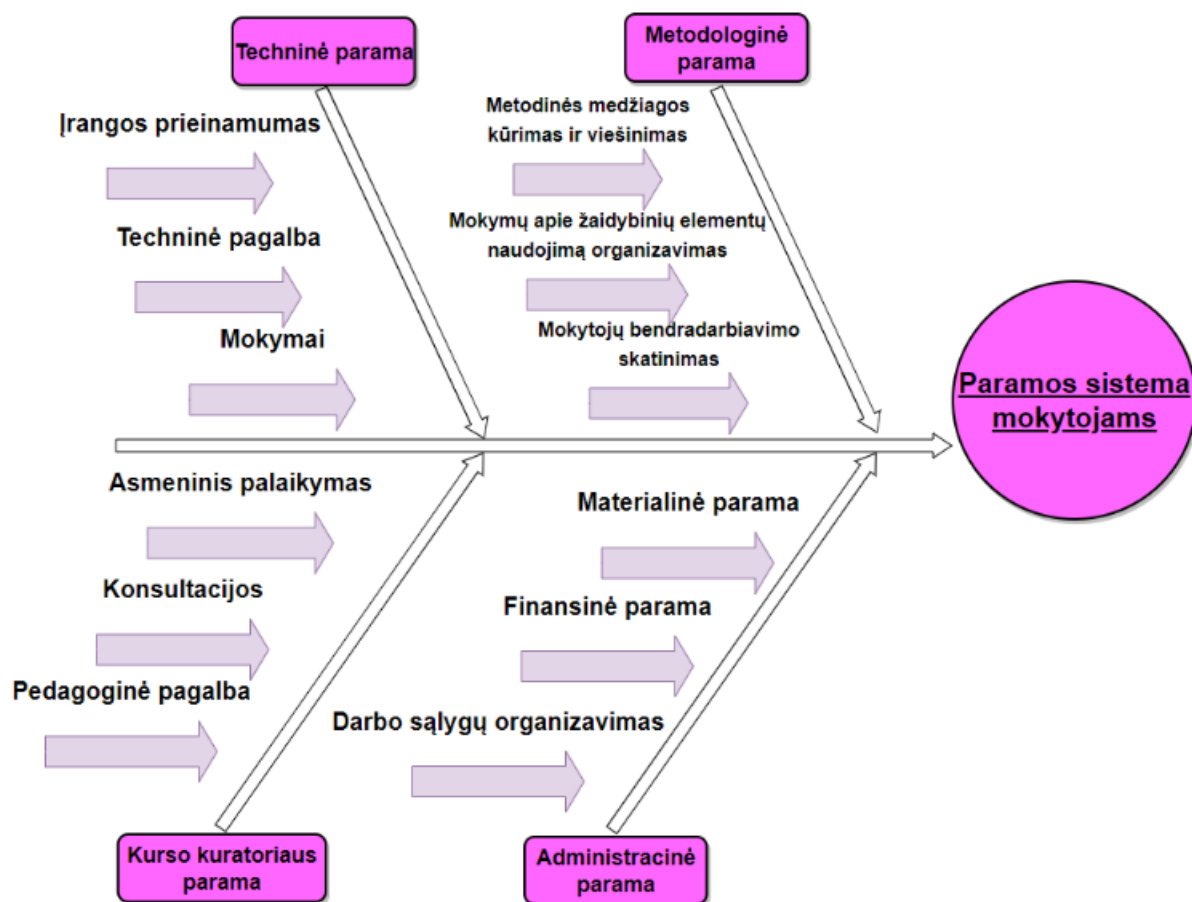 Techninė parama
Metodologinė
parama
Įrangos prieinamumas
Techninė pagalba
Mokymai
Metodinės medžiagos
kūrimas ir viešinimas
Mokymų apie žaidybinių elementų
naudojimą organizavimas
Mokytojų bendradarbiavimo
skatinimas
Paramos sistema
mokytojams
Asmeninis palaikymas
Konsultacijos
Pedagoginė pagalba
Materialinė parama
Finansinė parama
Darbo sąlygų organizavimas
Kurso kuratoriaus
parama
Administracinė
parama